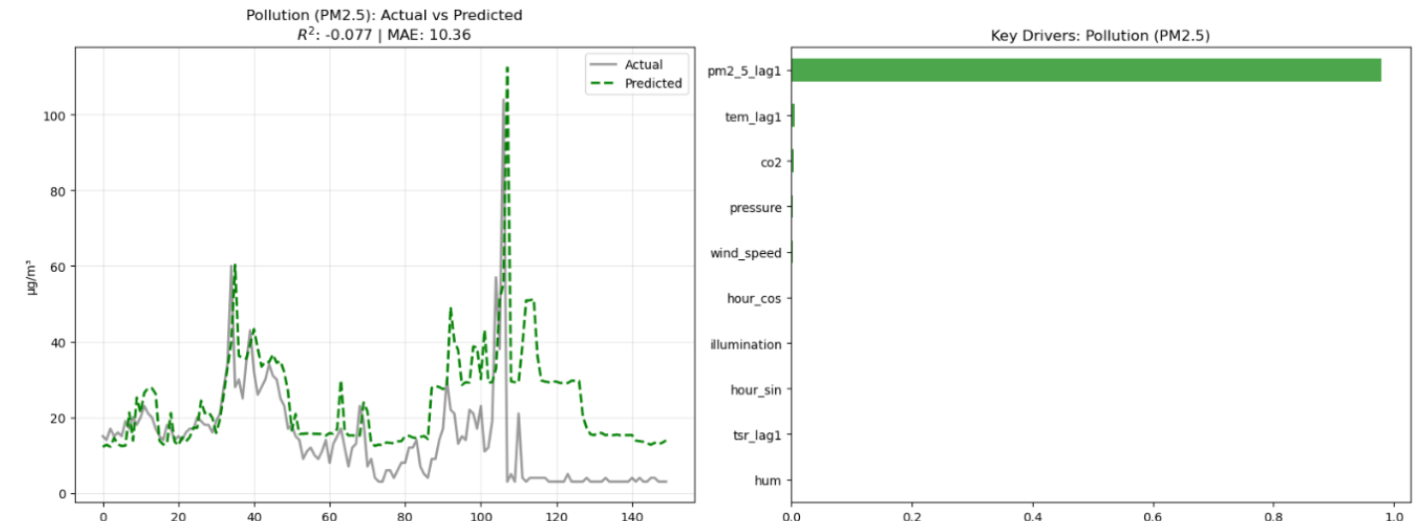 Pollution (PM2.5): Actual vs Predicted
R²: -0.077 | MAE: 10.36
Actual
Predicted
µg/m³
100
80
60
40
20
0
0 20 40 60 80 100 120 140
Key Drivers: Pollution (PM2.5)
pm2_5_lag1
tem_lag1
co2
pressure
wind_speed
hour_cos
illumination
hour_sin
tsr_lag1
hum
0.0 0.2 0.4 0.6 0.8 1.0